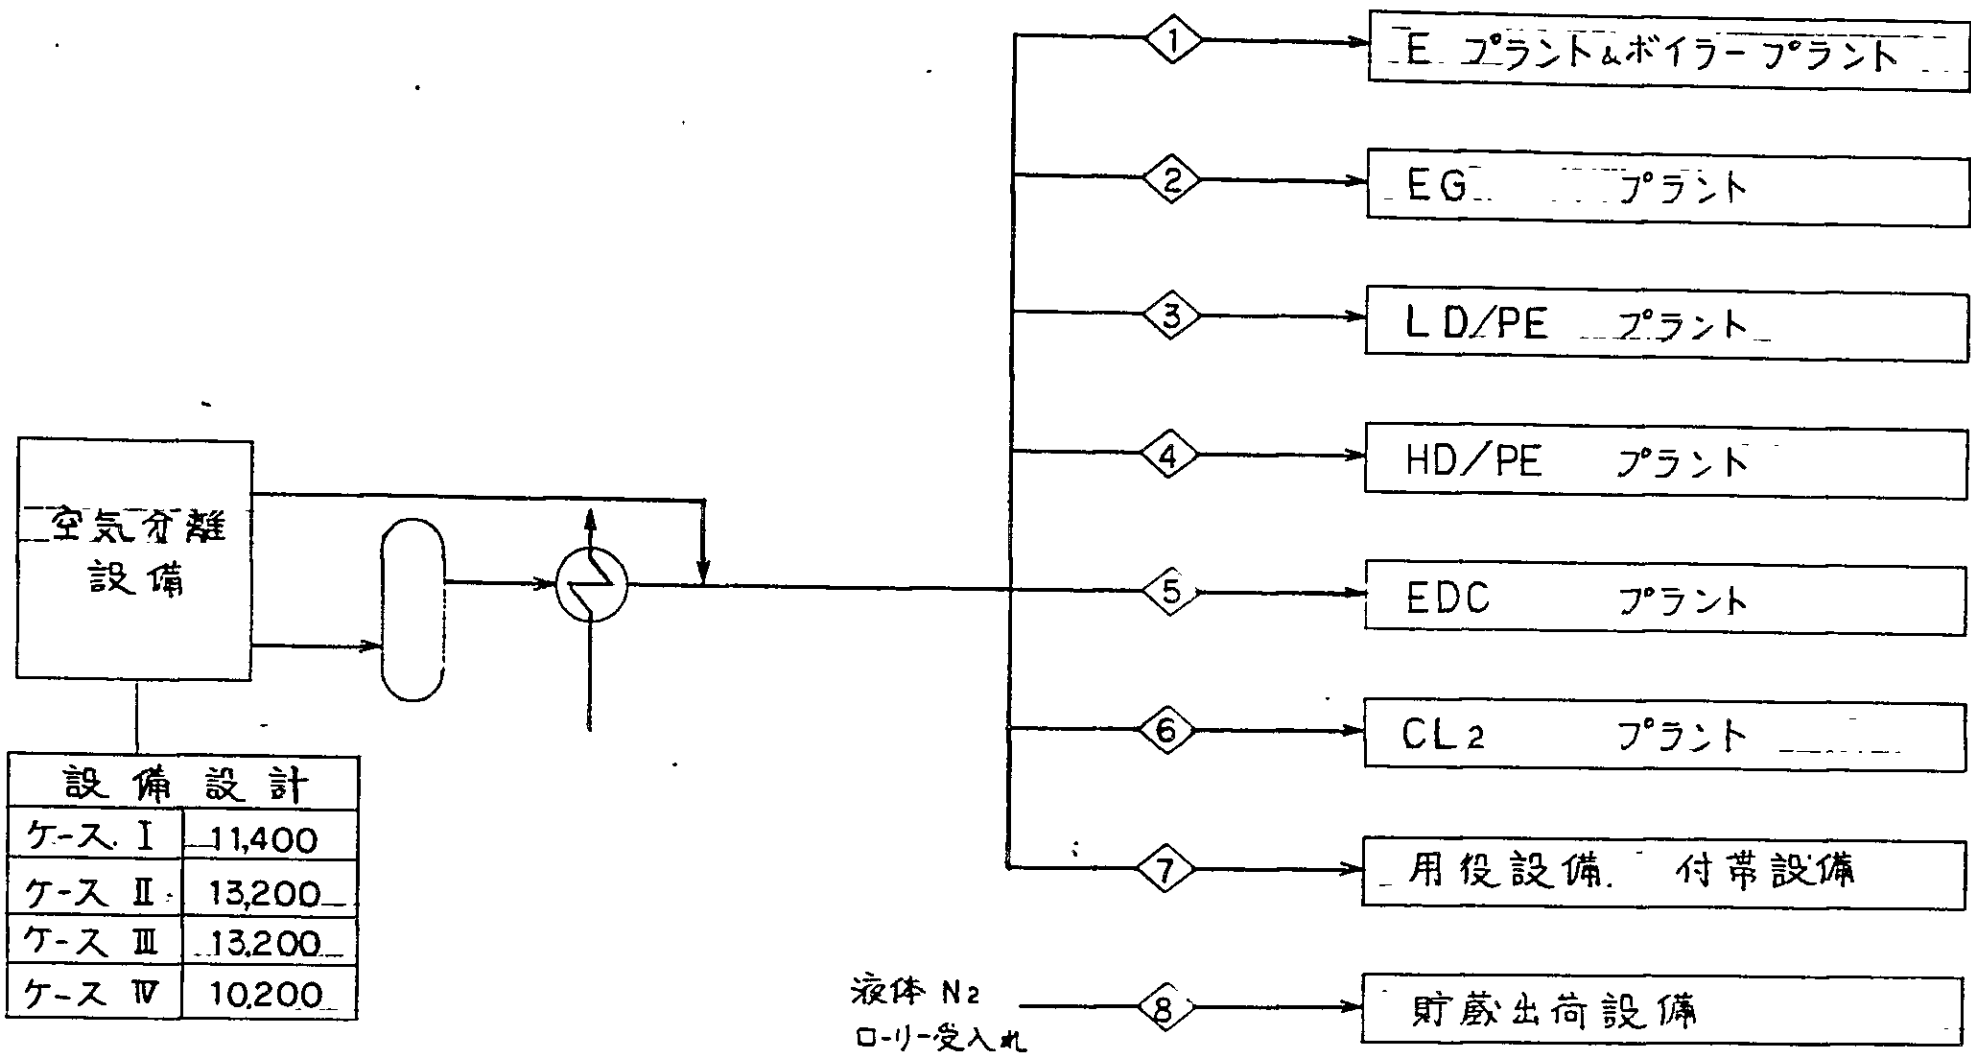 ① E プラント&ボイラープラント
② EG プラント
③ LD/PE プラント
④ HD/PE プラント
空気分離
設備
⑤ EDC プラント
⑥ CL2 プラント
設備設計
ケース I 11,400
ケース II 13,200
ケース III 13,200
ケース IV 10,200
⑦ 用役設備. 付帯設備
液体 N2
ローリー受入れ
⑧ 貯蔵出荷設備